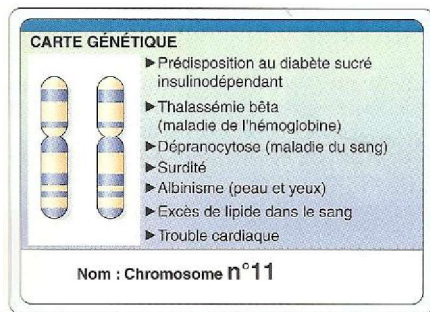 CARTE GÉNÉTIQUE
►Prédisposition au diabète sucré
insulinodépendant
►Thalassémie bêta
(maladie de l'hémoglobine)
►Dépranocytose (maladie du sang)
►Surdité
►Albinisme (peau et yeux)
►Excès de lipide dans le sang
►Trouble cardiaque
Nom : Chromosome n°11